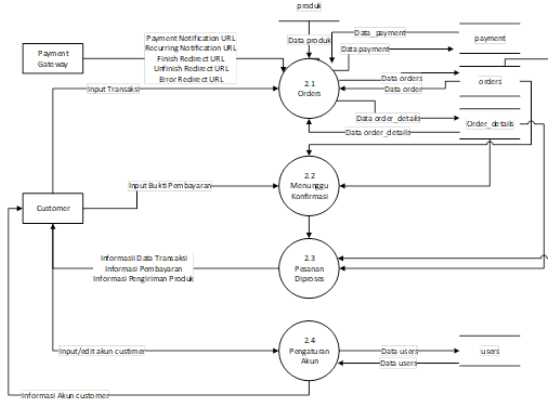 produk
Payment Notification URL
Recurring Notification URL
Finish Redirect URL
Unfinish Redirect URL
Error Redirect URL
Payment
Gateway
Data produk
Data_payment
payment
Data payment
2.1
Orders
Data orders
orders
Data order
Input Transaksi
Data order_details
Order_details
Data order_details
2.2
Menunggu
Konfirmasi
Input Bukti Pembayaran
Customer
Informasii Data Transaksi
Informasi Pembayaran
Informasi Pengiriman Produk
2.3
Pesanan
Diproses
2.4
Pengaturan
Akun
Input/edit akun custimer
Data users
users
Data users
Informasi Akun customer